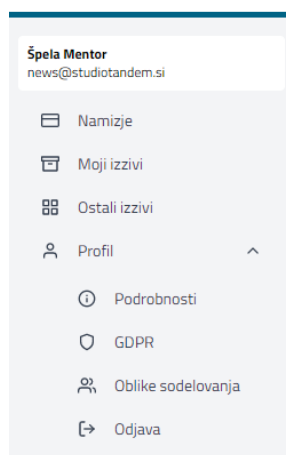 Špela Mentor
news@studiotandem.si
Namizje
Moji izzivi
Ostali izzivi
Profil
Podrobnosti
GDPR
Oblike sodelovanja
Odjava